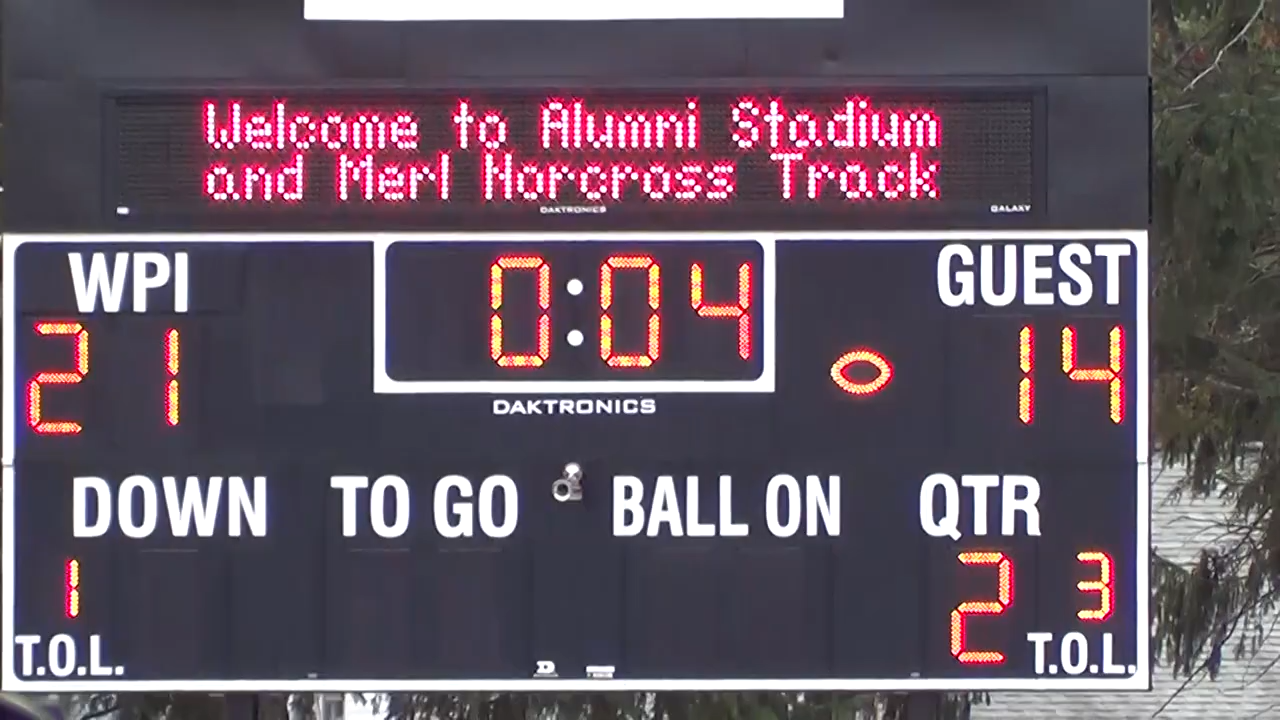 Welcome to Alumni Stadium
and Merl Norcross Track
DAKTRONICS
GALAXY
WPI
0:04
GUEST
21
14
DAKTRONICS
DOWN
TO GO
BALL ON
QTR
1
2
3
T.O.L.
T.O.L.